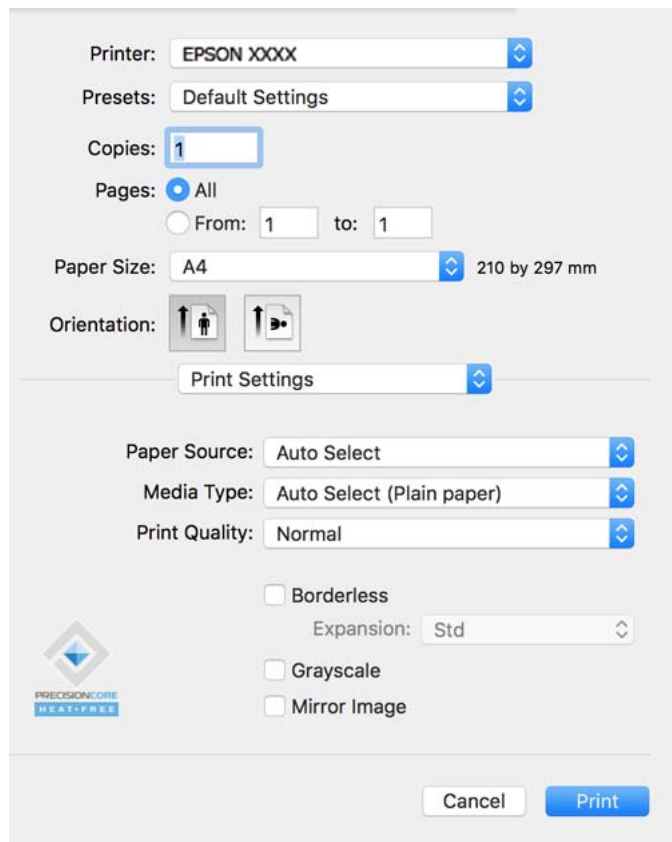 Printer: EPSON XXXX
Presets: Default Settings
Copies: 1
Pages: All
From: 1 to: 1
Paper Size: A4 210 by 297 mm
Orientation:
Print Settings
Paper Source: Auto Select
Media Type: Auto Select (Plain paper)
Print Quality: Normal
Borderless
Expansion: Std
Grayscale
Mirror Image
PRECISIONCORE
HEAT•FREE
Cancel Print